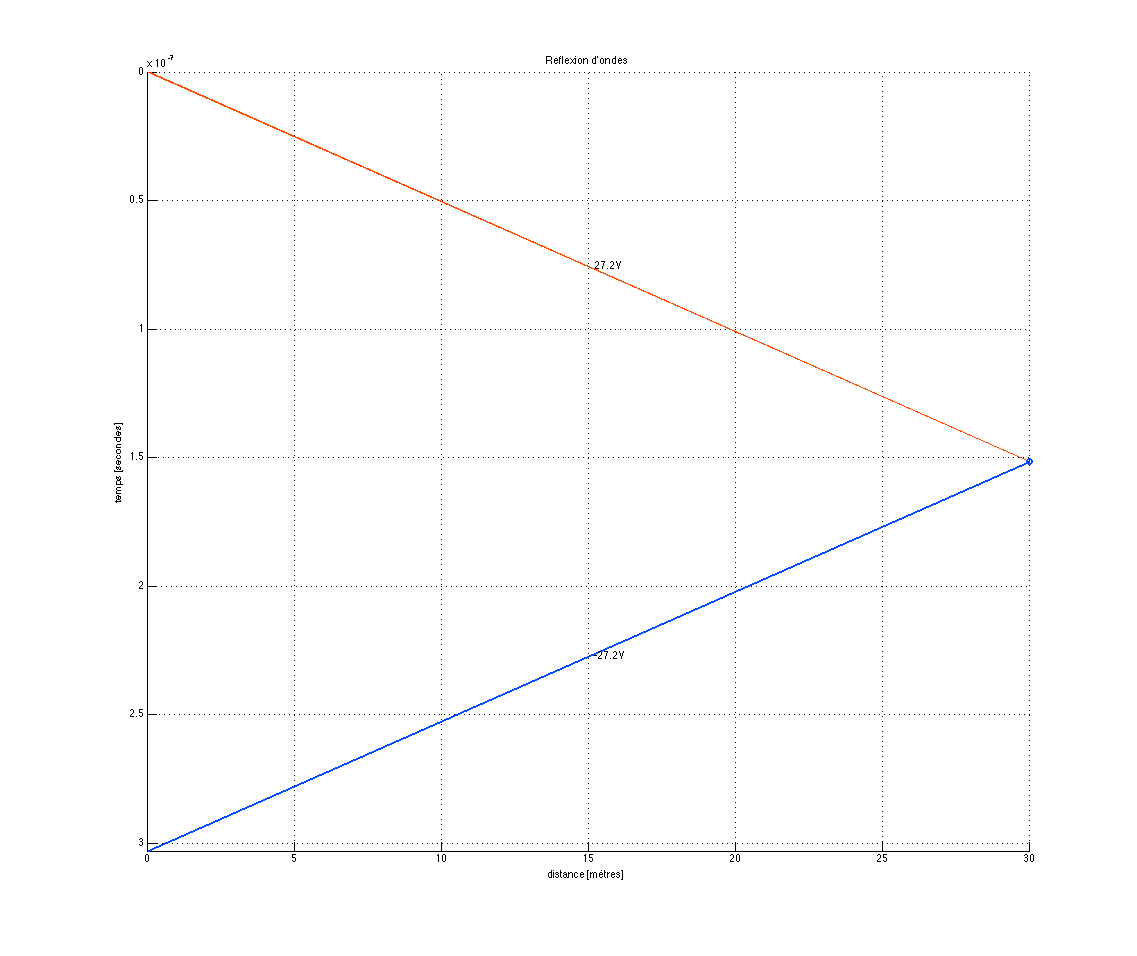 Reflexion d'ondes
x 10-7
0
0.5
27.2V
1
temps [secondes]
1.5
2
-27.2V
2.5
3
0 5 10 15 20 25 30
distance [métres]